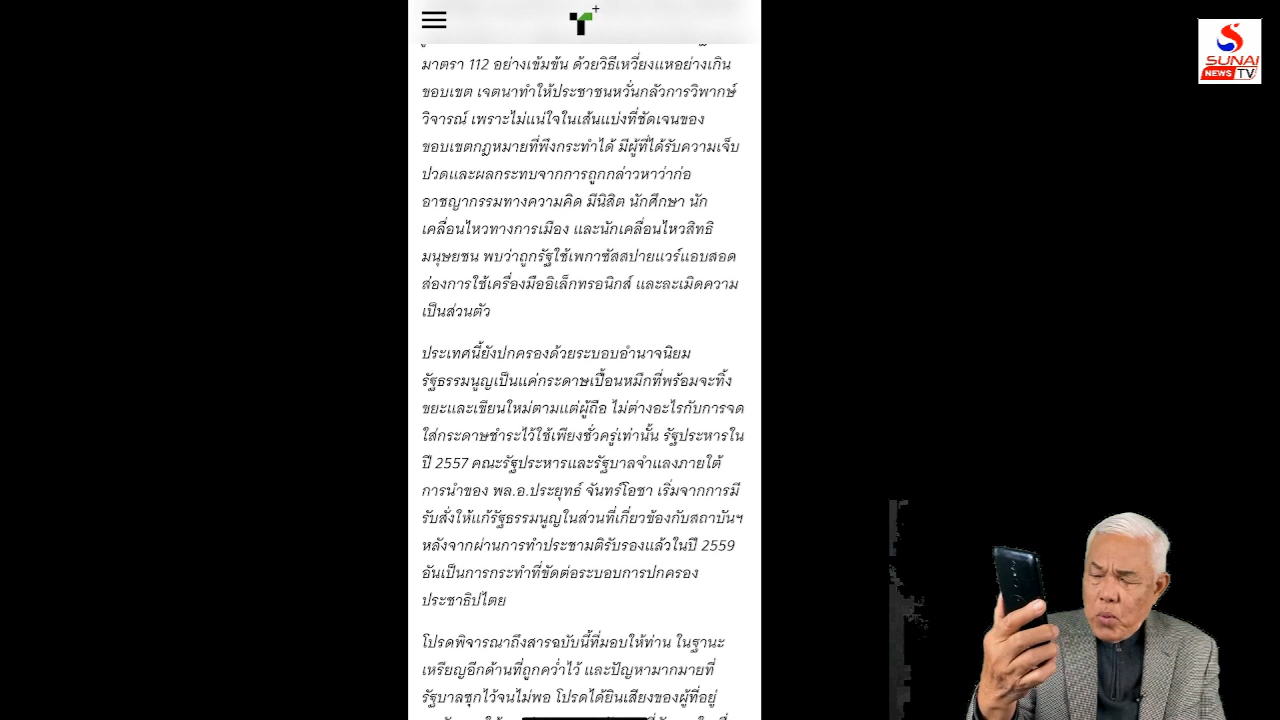 SUNAI
NEWS TV
มาตรา 112 อย่างเข้มข้น ด้วยวิธีเหวี่ยงแหอย่างเกิน
ขอบเขต เจตนาทำให้ประชาชนหวั่นกลัวการวิพากษ์
วิจารณ์ เพราะไม่แน่ใจในเส้นแบ่งที่ชัดเจนของ
ขอบเขตกฎหมายที่พึงกระทำได้ มีผู้ที่ได้รับความเจ็บ
ปวดและผลกระทบจากการถูกกล่าวหาว่าก่อ
อาชญากรรมทางความคิด มีนิสิต นักศึกษา นัก
เคลื่อนไหวทางการเมือง และนักเคลื่อนไหวสิทธิ
มนุษยชน พบว่าถูกรัฐใช้เพกาซัสสปายแวร์แอบสอด
ส่องการใช้เครื่องมืออิเล็กทรอนิกส์ และละเมิดความ
เป็นส่วนตัว
ประเทศนี้ยังปกครองด้วยระบอบอำนาจนิยม
รัฐธรรมนูญเป็นแค่กระดาษเปื้อนหมึกที่พร้อมจะทิ้ง
ขยะและเขียนใหม่ตามแต่ผู้ถือ ไม่ต่างอะไรกับการจด
ใส่กระดาษชำระไว้ใช้เพียงชั่วครู่เท่านั้น รัฐประหารใน
ปี 2557 คณะรัฐประหารและรัฐบาลจำแลงภายใต้
การนำของ พล.อ.ประยุทธ์ จันทร์โอชา เริ่มจากการมี
รับสั่งให้แก้รัฐธรรมนูญในส่วนที่เกี่ยวข้องกับสถาบันฯ
หลังจากผ่านการทำประชามติรับรองแล้วในปี 2559
อันเป็นการกระทำที่ขัดต่อระบอบการปกครอง
ประชาธิปไตย
โปรดพิจารณาถึงสารฉบับนี้ที่มอบให้ท่าน ในฐานะ
เหรียญอีกด้านที่ถูกคว่ำไว้ และปัญหามากมายที่
รัฐบาลซุกไว้จนไม่พอ โปรดได้ยินเสียงของผู้ที่อยู่